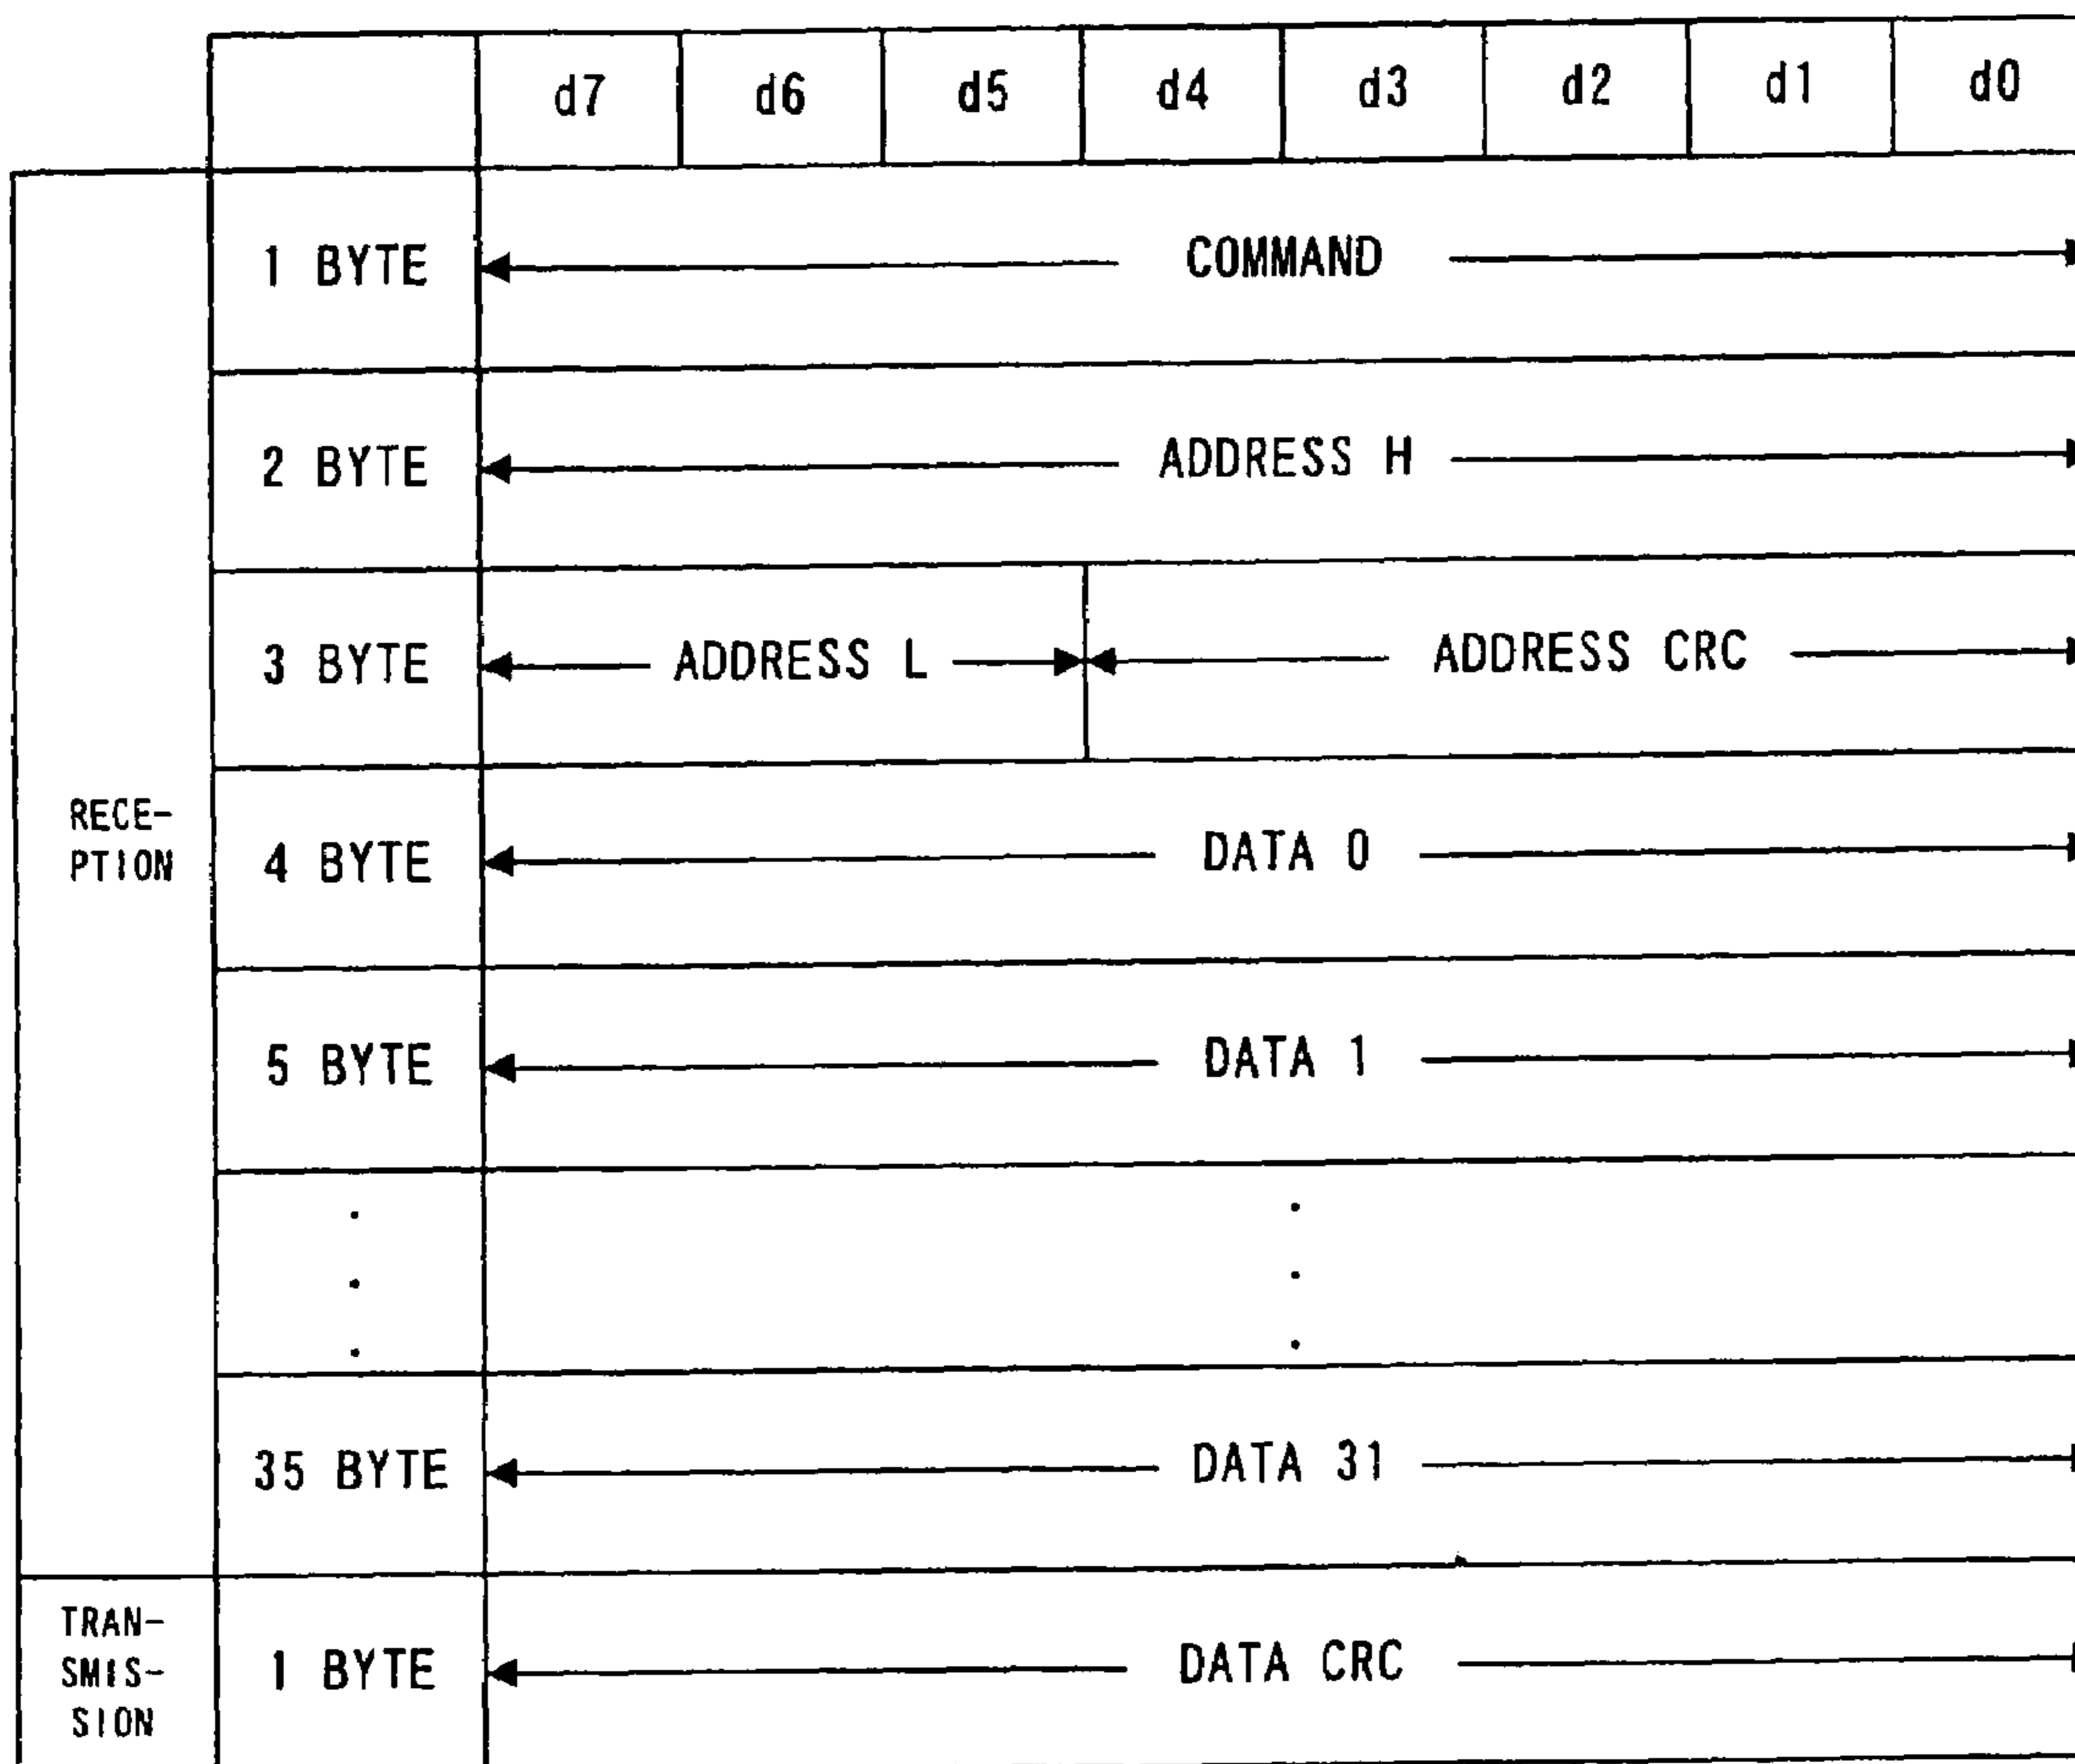 d7 d6 d5 d4 d3 d2 d1 d0
1 BYTE COMMAND
2 BYTE ADDRESS H
3 BYTE ADDRESS L ADDRESS CRC
RECE-
PTION
4 BYTE DATA 0
5 BYTE DATA 1
35 BYTE DATA 31
TRAN-
SMIS-
SION
1 BYTE DATA CRC